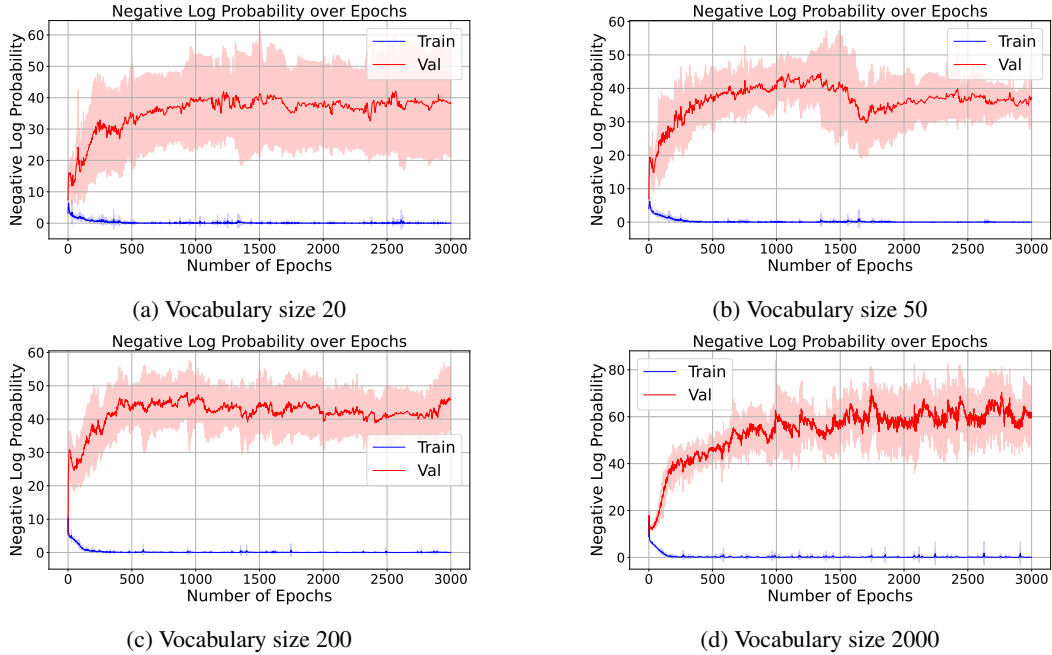 Negative Log Probability over Epochs
Negative Log Probability
60
50
40
30
20
10
0
Train
Val
0 500 1000 1500 2000 2500 3000
Number of Epochs
(a) Vocabulary size 20
Negative Log Probability over Epochs
Negative Log Probability
60
50
40
30
20
10
0
Train
Val
0 500 1000 1500 2000 2500 3000
Number of Epochs
(b) Vocabulary size 50
Negative Log Probability over Epochs
Negative Log Probability
60
50
40
30
20
10
0
Train
Val
0 500 1000 1500 2000 2500 3000
Number of Epochs
(c) Vocabulary size 200
Negative Log Probability over Epochs
Negative Log Probability
80
60
40
20
0
Train
Val
0 500 1000 1500 2000 2500 3000
Number of Epochs
(d) Vocabulary size 2000